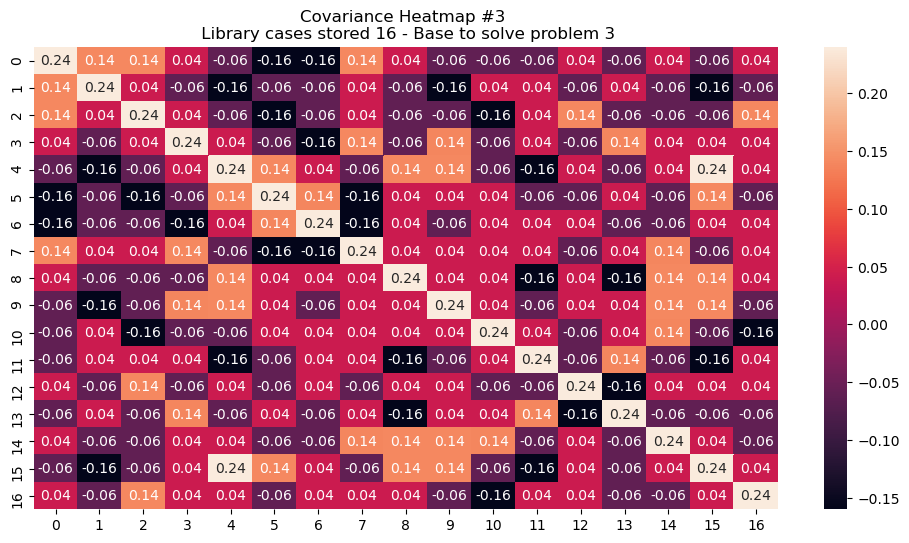 Covariance Heatmap #3
Library cases stored 16 - Base to solve problem 3
0 0.24 0.14 0.14 0.04 -0.06 -0.16 -0.16 0.14 0.04 -0.06 -0.06 -0.06 0.04 -0.06 0.04 -0.06 0.04
1 0.14 0.24 0.04 -0.06 -0.16 -0.06 -0.06 0.04 -0.06 -0.16 0.04 0.04 -0.06 0.04 -0.06 -0.16 -0.06
2 0.14 0.04 0.24 0.04 -0.06 -0.16 -0.06 0.04 -0.06 -0.06 -0.16 0.04 0.14 -0.06 -0.06 -0.06 0.14
3 0.04 -0.06 0.04 0.24 0.04 -0.06 -0.16 0.14 -0.06 0.14 -0.06 0.04 -0.06 0.14 0.04 0.04 0.04
4 -0.06 -0.16 -0.06 0.04 0.24 0.14 0.04 -0.06 0.14 0.14 -0.06 -0.16 0.04 -0.06 0.04 0.24 0.04
5 -0.16 -0.06 -0.16 -0.06 0.14 0.24 0.14 -0.16 0.04 0.04 0.04 -0.06 -0.06 0.04 -0.06 0.14 -0.06
6 -0.16 -0.06 -0.06 -0.16 0.04 0.14 0.24 -0.16 0.04 -0.06 0.04 0.04 0.04 -0.06 -0.06 0.04 0.04
7 0.14 0.04 0.04 0.14 -0.06 -0.16 -0.16 0.24 0.04 0.04 0.04 0.04 -0.06 0.04 0.14 -0.06 0.04
8 0.04 -0.06 -0.06 -0.06 0.14 0.04 0.04 0.04 0.24 0.04 0.04 -0.16 0.04 -0.16 0.14 0.14 0.04
9 -0.06 -0.16 -0.06 0.14 0.14 0.04 -0.06 0.04 0.04 0.24 0.04 -0.06 0.04 0.04 0.14 0.14 -0.06
10 -0.06 0.04 -0.16 -0.06 -0.06 0.04 0.04 0.04 0.04 0.04 0.24 0.04 -0.06 0.04 0.14 -0.06 -0.16
11 -0.06 0.04 0.04 0.04 -0.16 -0.06 0.04 0.04 -0.16 -0.06 0.04 0.24 -0.06 0.14 -0.06 -0.16 0.04
12 0.04 -0.06 0.14 -0.06 0.04 -0.06 0.04 -0.06 0.04 0.04 -0.06 -0.06 0.24 -0.16 0.04 0.04 0.04
13 -0.06 0.04 -0.06 0.14 -0.06 0.04 -0.06 0.04 -0.16 0.04 0.04 0.14 -0.16 0.24 -0.06 -0.06 -0.06
14 0.04 -0.06 -0.06 0.04 0.04 -0.06 -0.06 0.14 0.14 0.14 0.14 -0.06 0.04 -0.06 0.24 0.04 -0.06
15 -0.06 -0.16 -0.06 0.04 0.24 0.14 0.04 -0.06 0.14 0.14 -0.06 -0.16 0.04 -0.06 0.04 0.24 0.04
16 0.04 -0.06 0.14 0.04 0.04 -0.06 0.04 0.04 0.04 -0.06 -0.16 0.04 0.04 -0.06 -0.06 0.04 0.24
0 1 2 3 4 5 6 7 8 9 10 11 12 13 14 15 16
0.20
0.15
0.10
0.05
0.00
−0.05
−0.10
−0.15